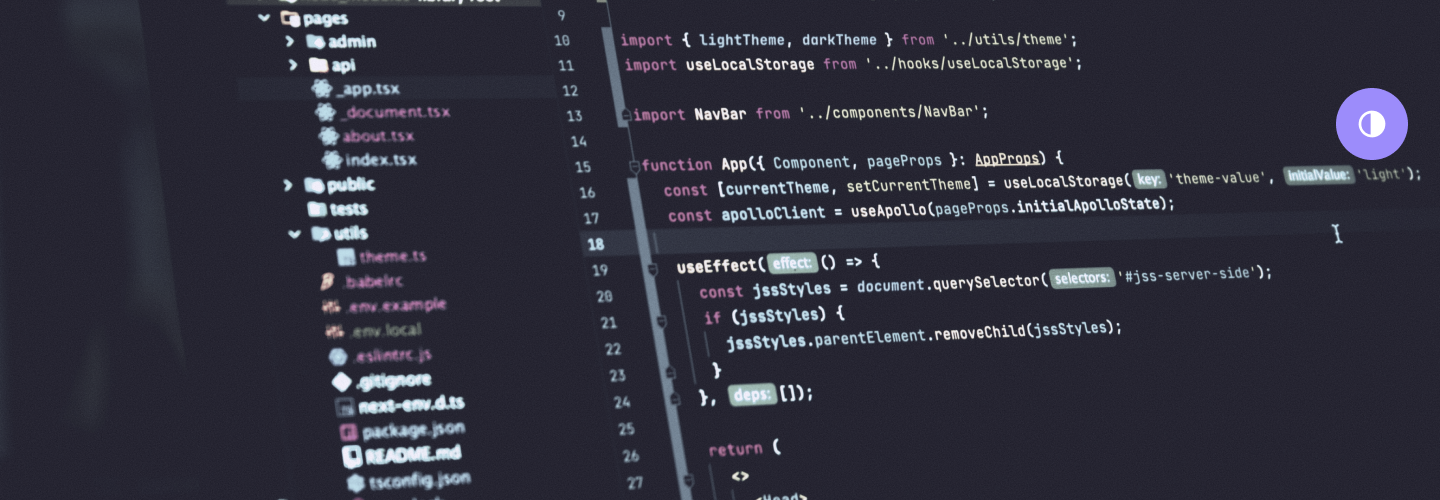 pages
admin
api
_app.tsx
_document.tsx
about.tsx
index.tsx
public
tests
utils
theme.ts
.babelrc
.env.example
.env.local
.eslintrc.js
.gitignore
next-env.d.ts
package.json
README.md
tsconfig.json
9
10 import { lightTheme, darkTheme } from '../utils/theme';
11 import useLocalStorage from '../hooks/useLocalStorage';
12
13 import NavBar from '../components/NavBar';
14
15 function App({ Component, pageProps }: AppProps) {
16 const [currentTheme, setCurrentTheme] = useLocalStorage( key: 'theme-value', initialValue: 'light');
17 const apolloClient = useApollo(pageProps.initialApolloState);
18
19 useEffect( effect: () => {
20 const jssStyles = document.querySelector( selectors: '#jss-server-side');
21 if (jssStyles) {
22 jssStyles.parentElement.removeChild(jssStyles);
23 }
24 }, deps: []);
25
26 return (
27 <>
<Head>